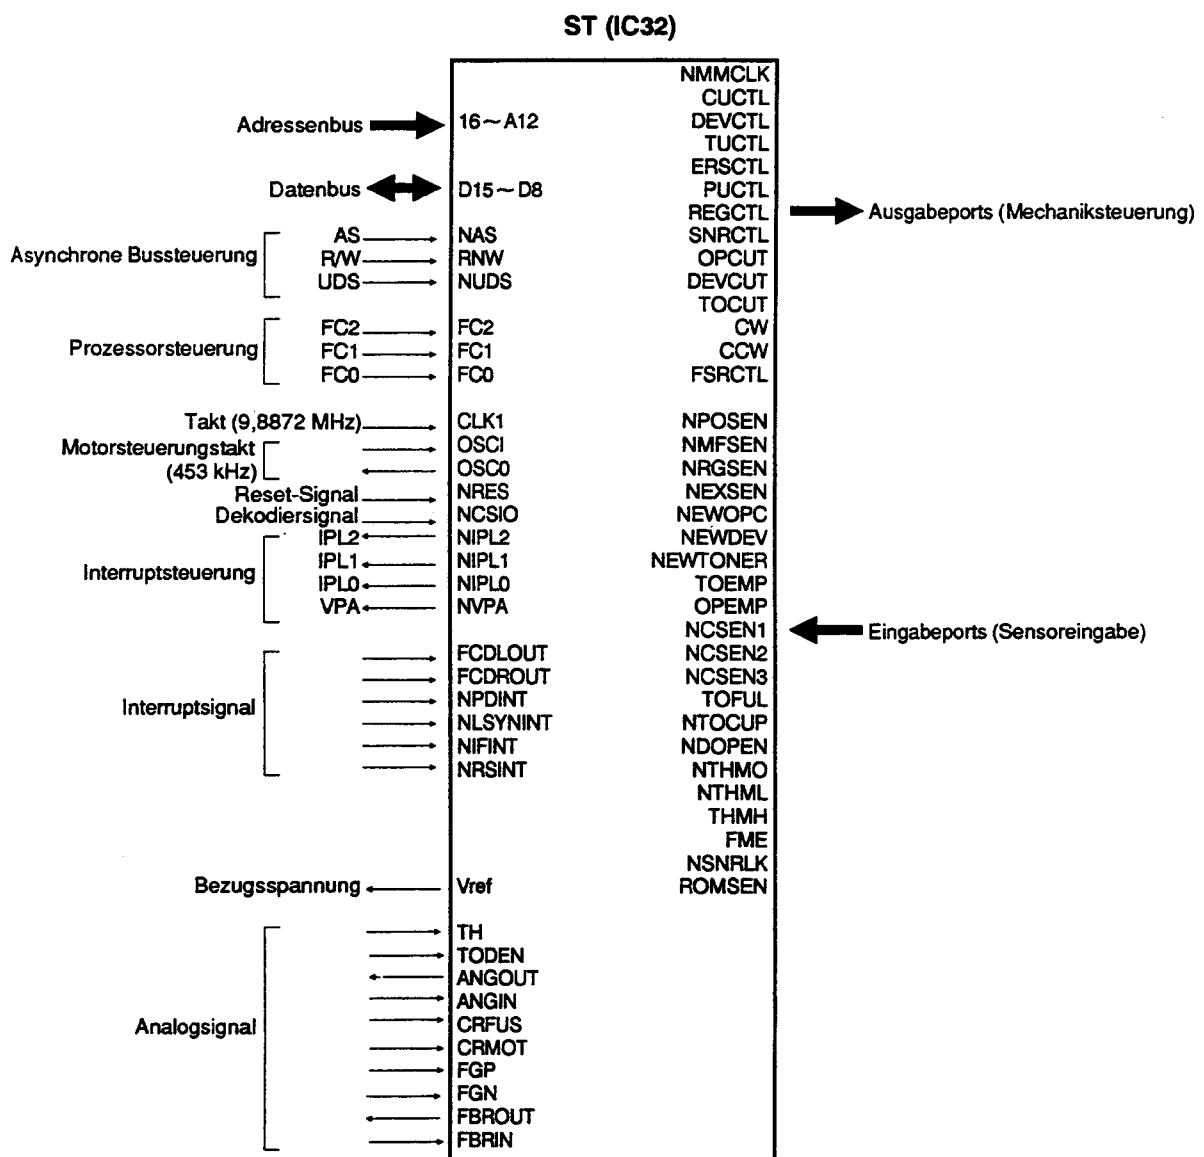 ST (IC32)
NMMCLK
CUCTL
Adressenbus 16~A12 DEVCTL
TUCTL
ERSCTL
Datenbus D15~D8 PUCTL
REGCTL Ausgabeports (Mechaniksteuerung)
AS NAS SNRCTL
Asynchrone Bussteuerung R/W RNW OPCUT
UDS NUDS DEVCUT
TOCUT
FC2 FC2 CW
Prozessorsteuerung FC1 FC1 CCW
FC0 FC0 FSRCTL
Takt (9,8872 MHz) CLK1 NPOSEN
Motorsteuerungstakt OSCI NMFSEN
(453 kHz) OSC0 NRGSEN
Reset-Signal NRES NEXSEN
Dekodiersignal NCSIO NEWOPC
IPL2 NIPL2 NEWDEV
Interruptsteuerung IPL1 NIPL1 NEWTONER
IPL0 NIPL0 TOEMP
VPA NVPA OPEMP
NCSEN1 Eingabeports (Sensoreingabe)
FCDLOUT NCSEN2
FCDROUT NCSEN3
Interruptsignal NPDINT TOFUL
NLSYNINT NTOCUP
NIFINT NDOPEN
NRSINT NTHMO
NTHML
THMH
FME
NSNRLK
Bezugsspannung Vref ROMSEN
TH
TODEN
ANGOUT
ANGIN
Analogsignal CRFUS
CRMOT
FGP
FGN
FBROUT
FBRIN